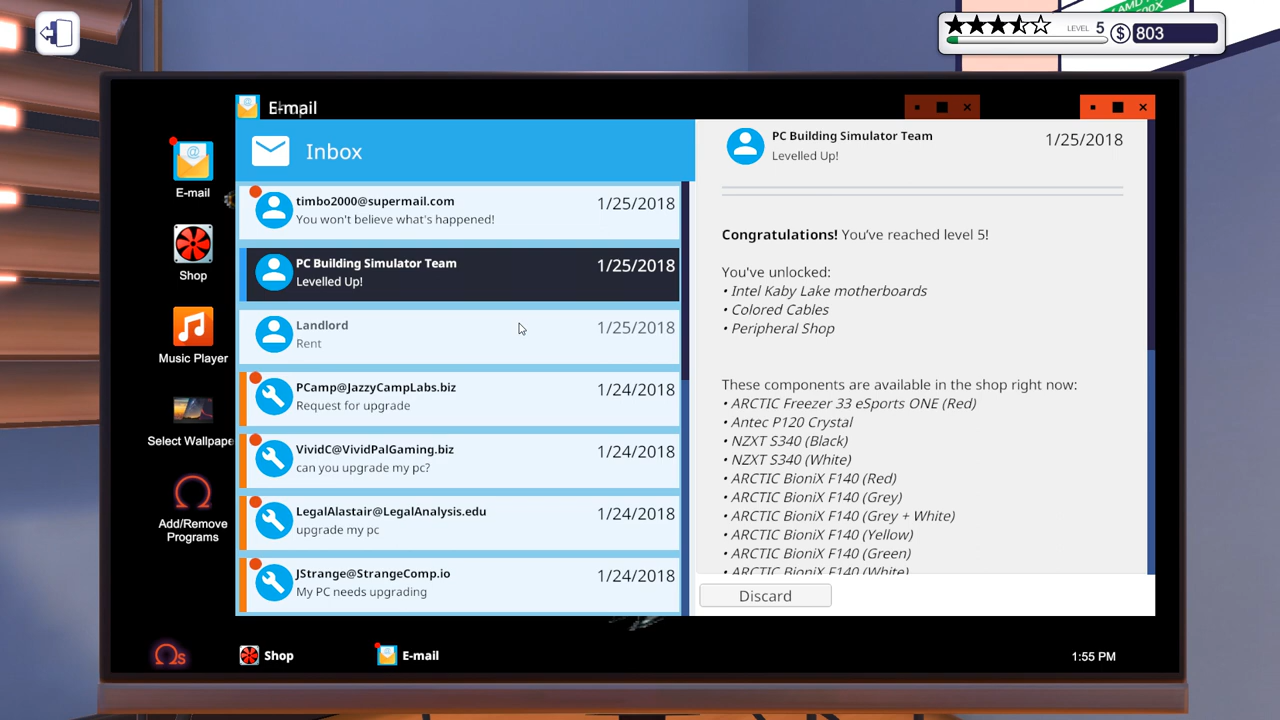 LEVEL 5 $ 803
E-mail
Inbox
timbo2000@supermail.com 1/25/2018
You won't believe what's happened!
PC Building Simulator Team 1/25/2018
Levelled Up!
Landlord 1/25/2018
Rent
PCamp@JazzyCampLabs.biz 1/24/2018
Request for upgrade
VividC@VividPalGaming.biz 1/24/2018
can you upgrade my pc?
LegalAlastair@LegalAnalysis.edu 1/24/2018
upgrade my pc
JStrange@StrangeComp.io 1/24/2018
My PC needs upgrading
PC Building Simulator Team 1/25/2018
Levelled Up!
Congratulations! You've reached level 5!
You've unlocked:
• Intel Kaby Lake motherboards
• Colored Cables
• Peripheral Shop
These components are available in the shop right now:
• ARCTIC Freezer 33 eSports ONE (Red)
• Antec P120 Crystal
• NZXT S340 (Black)
• NZXT S340 (White)
• ARCTIC BioniX F140 (Red)
• ARCTIC BioniX F140 (Grey)
• ARCTIC BioniX F140 (Grey + White)
• ARCTIC BioniX F140 (Yellow)
• ARCTIC BioniX F140 (Green)
• ARCTIC BioniX F140 (White)
Discard
E-mail
Shop
Music Player
Select Wallpape
Add/Remove
Programs
Ωs
Shop
E-mail
1:55 PM